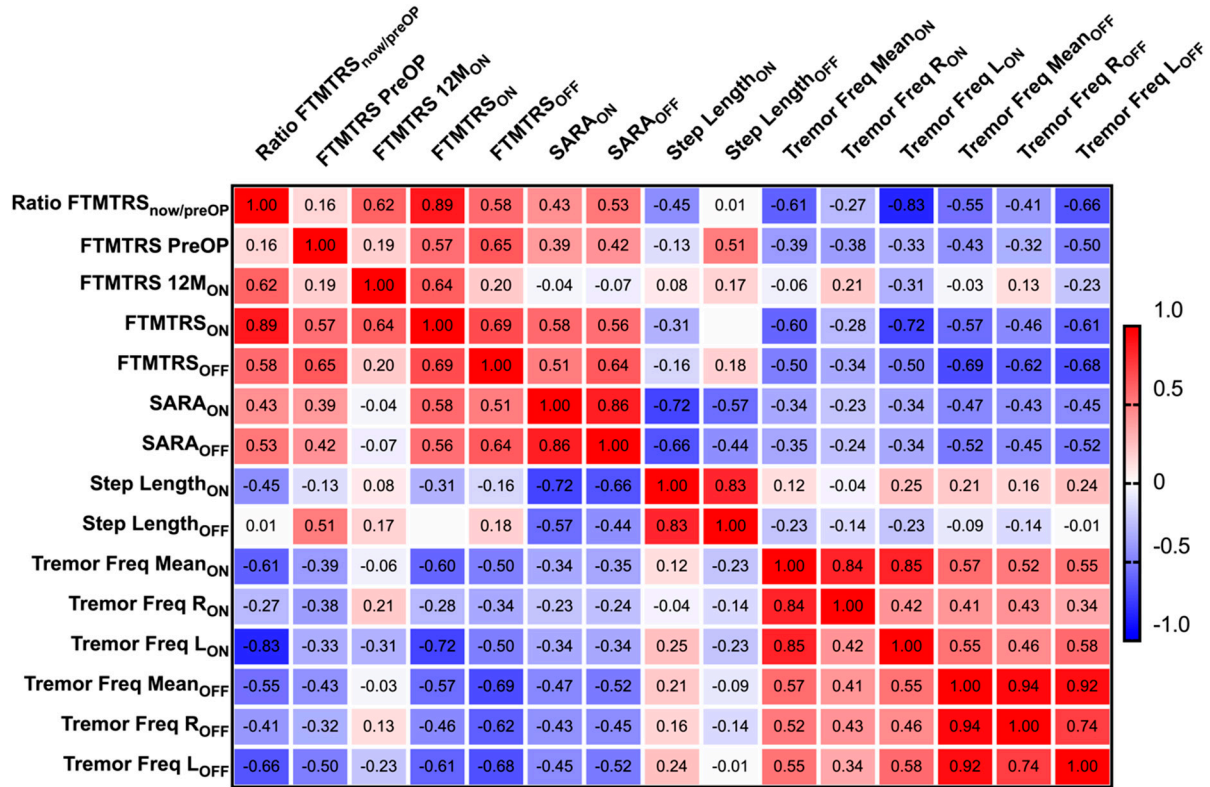 Ratio FTMTRSnow/preOP
FTMTRS PreOP
FTMTRS 12MON
FTMTRSON
FTMTRSOFF
SARAON
SARAOFF
Step LengthON
Step LengthOFF
Tremor Freq MeanON
Tremor Freq RON
Tremor Freq LON
Tremor Freq MeanOFF
Tremor Freq ROFF
Tremor Freq LOFF
Ratio FTMTRSnow/preOP 1.00 0.16 0.62 0.89 0.58 0.43 0.53 -0.45 0.01 -0.61 -0.27 -0.83 -0.55 -0.41 -0.66
FTMTRS PreOP 0.16 1.00 0.19 0.57 0.65 0.39 0.42 -0.13 0.51 -0.39 -0.38 -0.33 -0.43 -0.32 -0.50
FTMTRS 12MON 0.62 0.19 1.00 0.64 0.20 -0.04 -0.07 0.08 0.17 -0.06 0.21 -0.31 -0.03 0.13 -0.23
FTMTRSON 0.89 0.57 0.64 1.00 0.69 0.58 0.56 -0.31 -0.60 -0.28 -0.72 -0.57 -0.46 -0.61
FTMTRSOFF 0.58 0.65 0.20 0.69 1.00 0.51 0.64 -0.16 0.18 -0.50 -0.34 -0.50 -0.69 -0.62 -0.68
SARAON 0.43 0.39 -0.04 0.58 0.51 1.00 0.86 -0.72 -0.57 -0.34 -0.23 -0.34 -0.47 -0.43 -0.45
SARAOFF 0.53 0.42 -0.07 0.56 0.64 0.86 1.00 -0.66 -0.44 -0.35 -0.24 -0.34 -0.52 -0.45 -0.52
Step LengthON -0.45 -0.13 0.08 -0.31 -0.16 -0.72 -0.66 1.00 0.83 0.12 -0.04 0.25 0.21 0.16 0.24
Step LengthOFF 0.01 0.51 0.17 0.18 -0.57 -0.44 0.83 1.00 -0.23 -0.14 -0.23 -0.09 -0.14 -0.01
Tremor Freq MeanON -0.61 -0.39 -0.06 -0.60 -0.50 -0.34 -0.35 0.12 -0.23 1.00 0.84 0.85 0.57 0.52 0.55
Tremor Freq RON -0.27 -0.38 0.21 -0.28 -0.34 -0.23 -0.24 -0.04 -0.14 0.84 1.00 0.42 0.41 0.43 0.34
Tremor Freq LON -0.83 -0.33 -0.31 -0.72 -0.50 -0.34 -0.34 0.25 -0.23 0.85 0.42 1.00 0.55 0.46 0.58
Tremor Freq MeanOFF -0.55 -0.43 -0.03 -0.57 -0.69 -0.47 -0.52 0.21 -0.09 0.57 0.41 0.55 1.00 0.94 0.92
Tremor Freq ROFF -0.41 -0.32 0.13 -0.46 -0.62 -0.43 -0.45 0.16 -0.14 0.52 0.43 0.46 0.94 1.00 0.74
Tremor Freq LOFF -0.66 -0.50 -0.23 -0.61 -0.68 -0.45 -0.52 0.24 -0.01 0.55 0.34 0.58 0.92 0.74 1.00
1.0
0.5
0
-0.5
-1.0